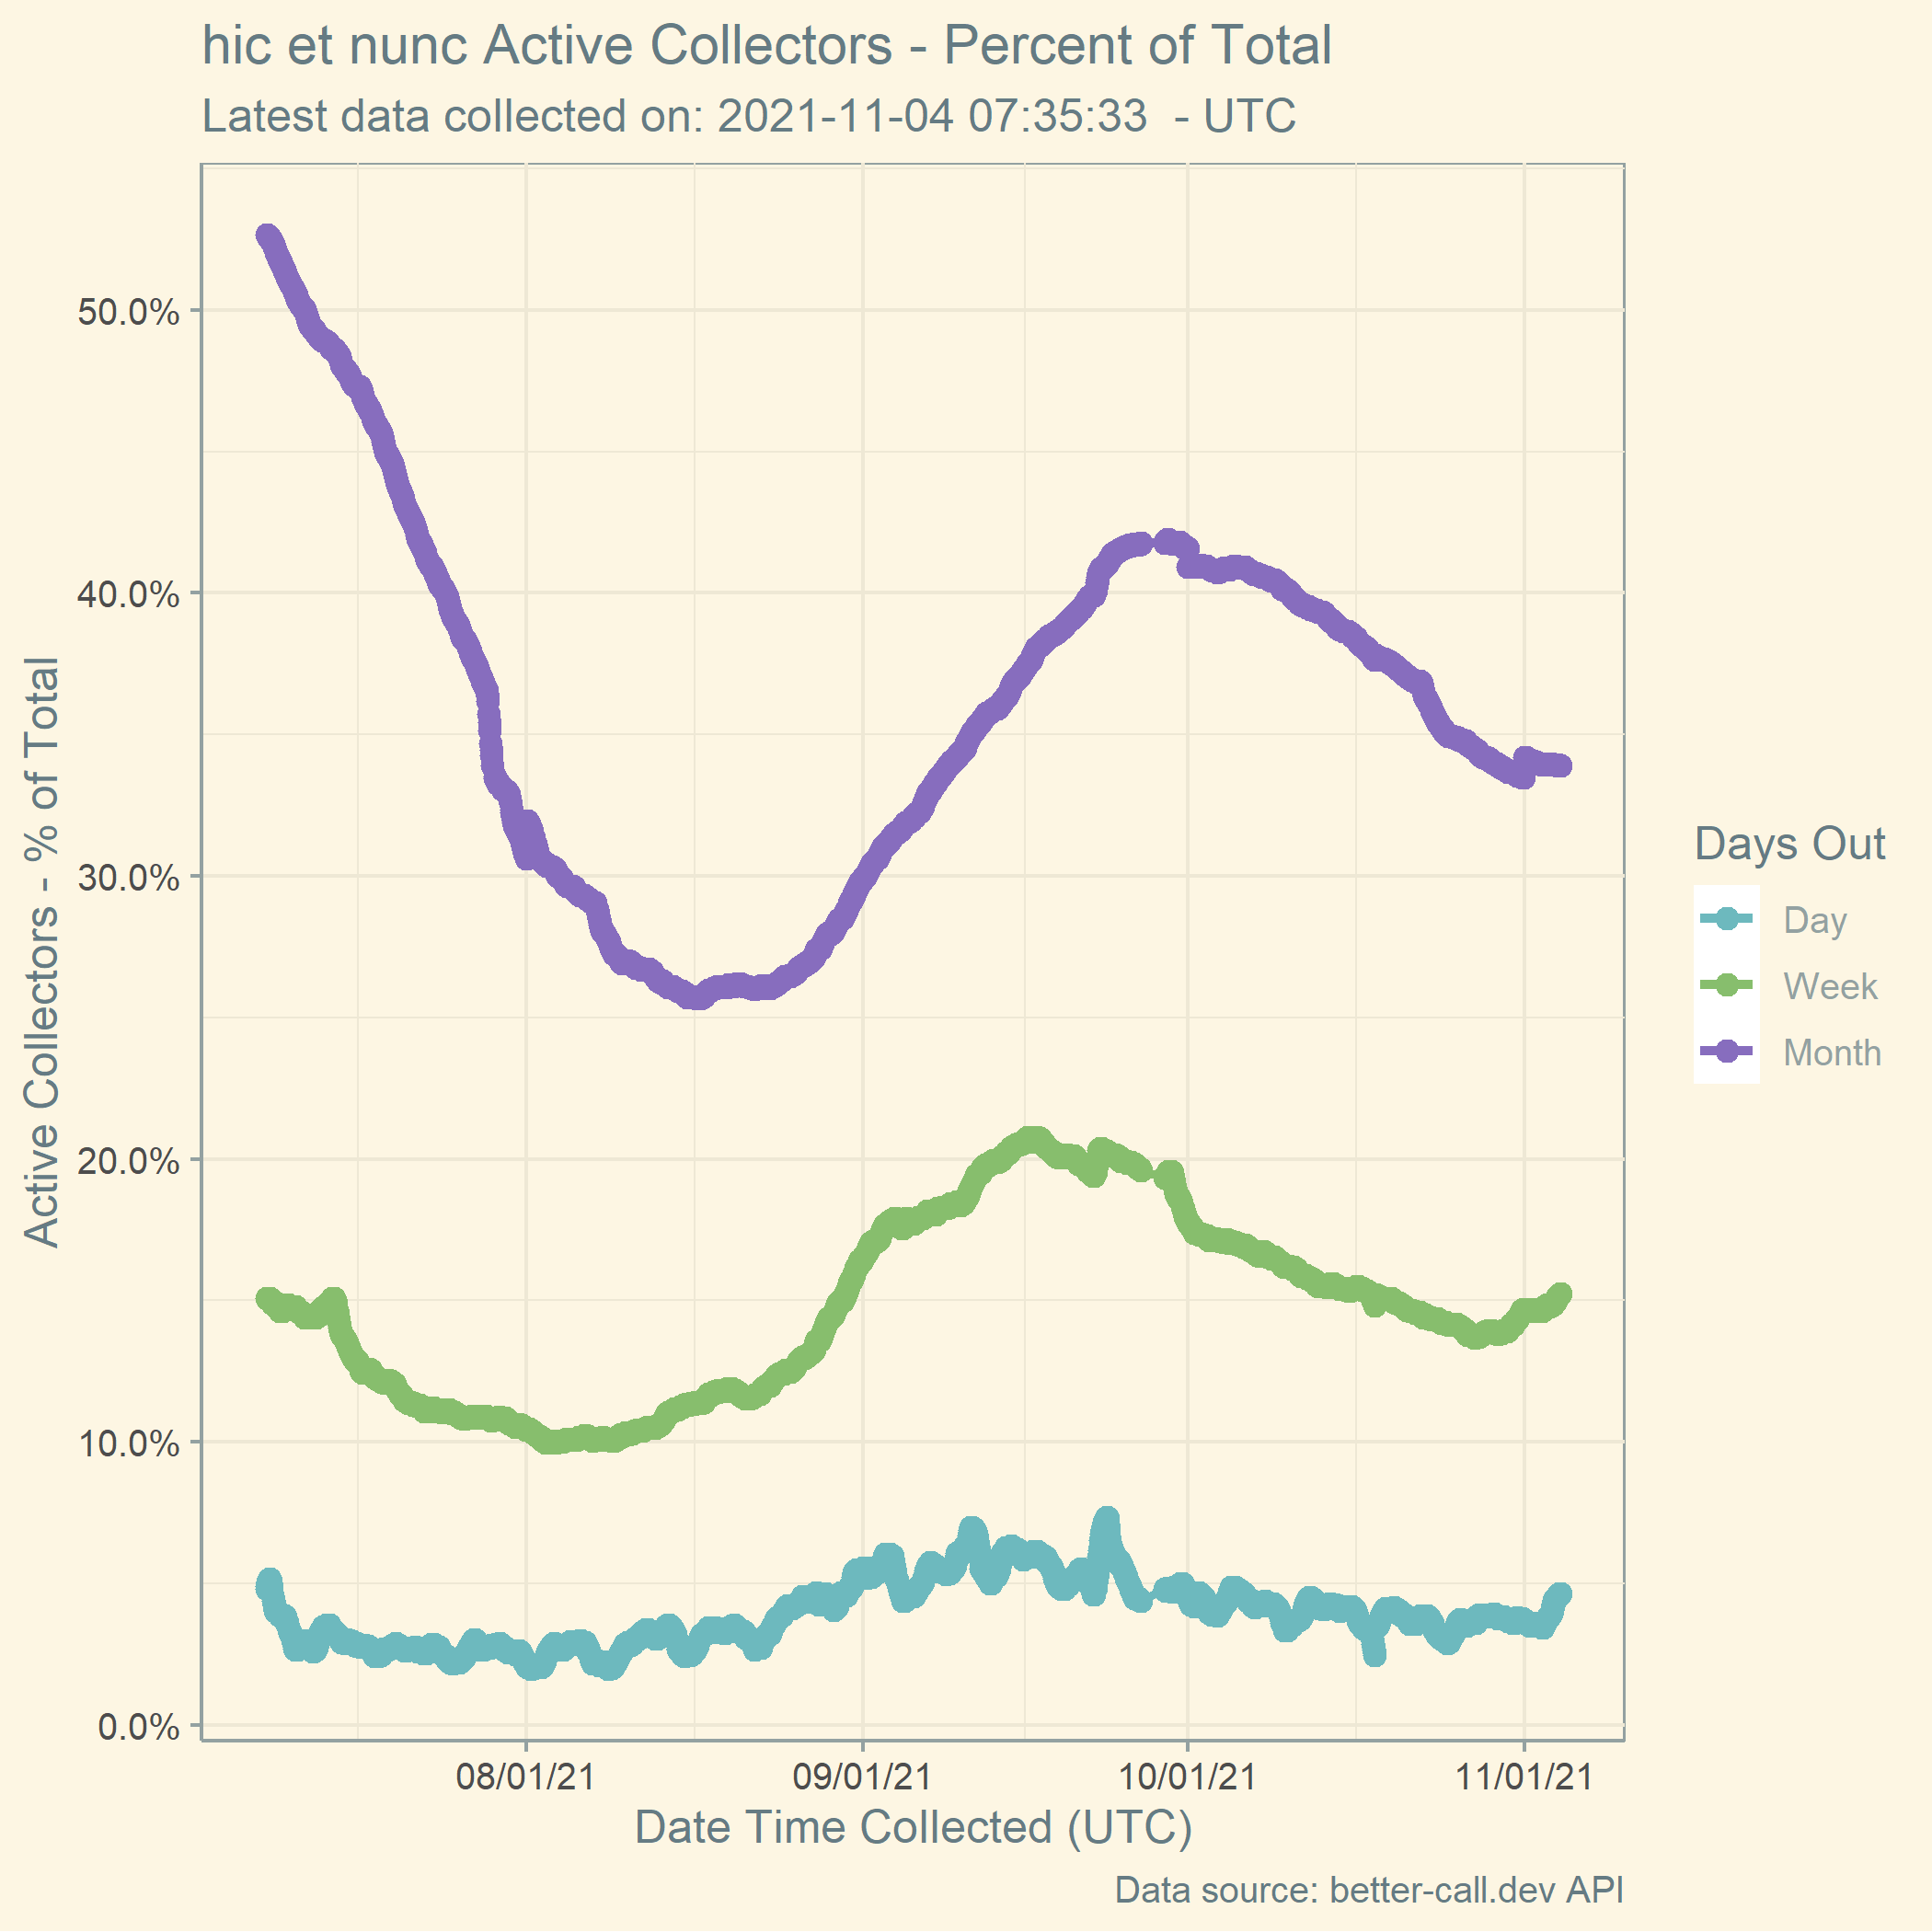 hic et nunc Active Collectors - Percent of Total
Latest data collected on: 2021-11-04 07:35:33  - UTC
Active Collectors - % of Total
50.0%
40.0%
30.0%
20.0%
10.0%
0.0%
08/01/21
09/01/21
10/01/21
11/01/21
Date Time Collected (UTC)
Days Out
Day
Week
Month
Data source: better-call.dev API